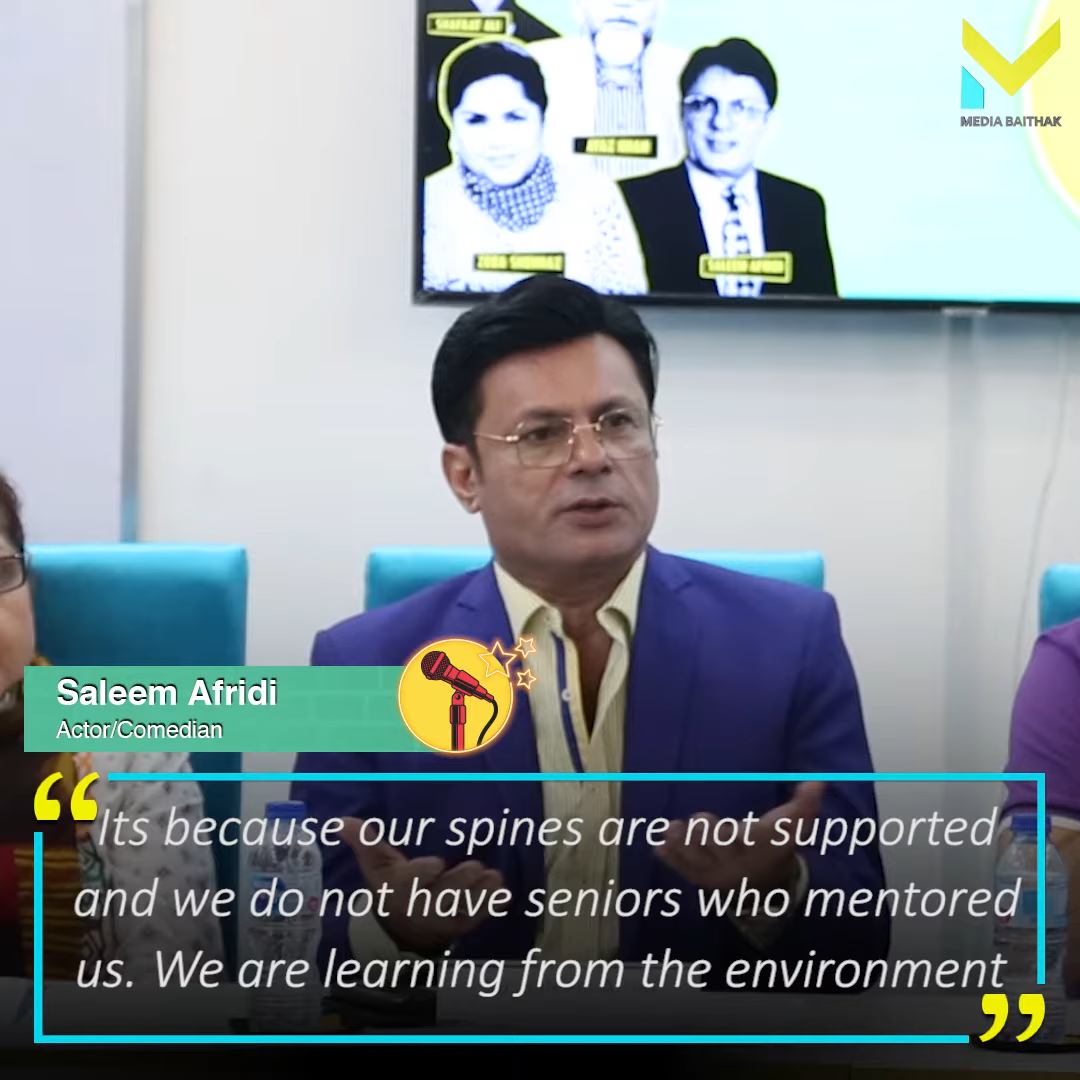 SHAFAAT ALI
MEDIA BAITHAK
AYAZ KHAN
ZEBA SHEHNAZ
SALEEM AFRIDI
Saleem Afridi
Actor/Comedian
“Its because our spines are not supported
and we do not have seniors who mentored
us. We are learning from the environment”